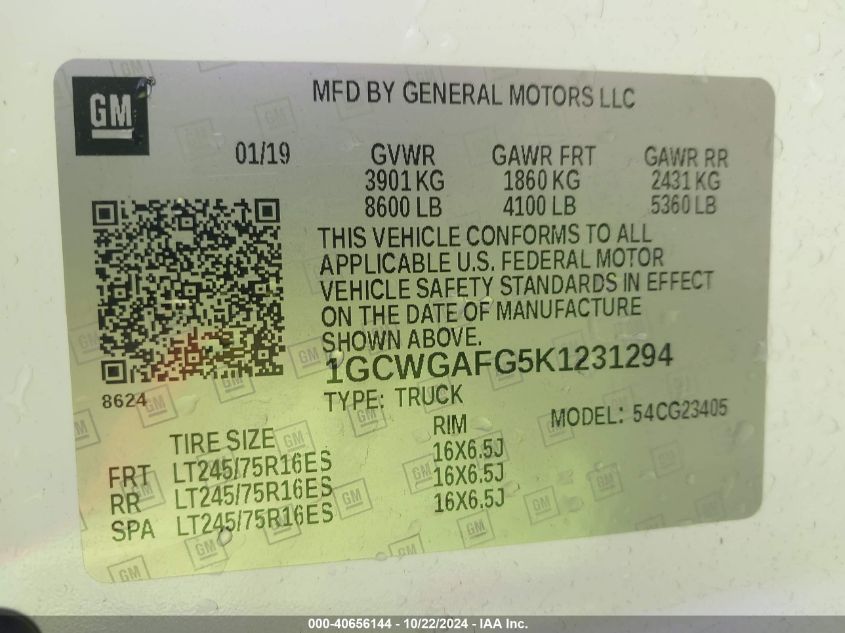 GM
MFD BY GENERAL MOTORS LLC
01/19 GVWR GAWR FRT GAWR RR
3901 KG 1860 KG 2431 KG
8600 LB 4100 LB 5360 LB
THIS VEHICLE CONFORMS TO ALL
APPLICABLE U.S. FEDERAL MOTOR
VEHICLE SAFETY STANDARDS IN EFFECT
ON THE DATE OF MANUFACTURE
SHOWN ABOVE.
1GCWGAFG5K1231294
8624
TYPE: TRUCK MODEL: 54CG23405
TIRE SIZE RIM
FRT LT245/75R16ES 16X6.5J
RR LT245/75R16ES 16X6.5J
SPA LT245/75R16ES 16X6.5J
000-40656144 - 10/22/2024 - IAA Inc.